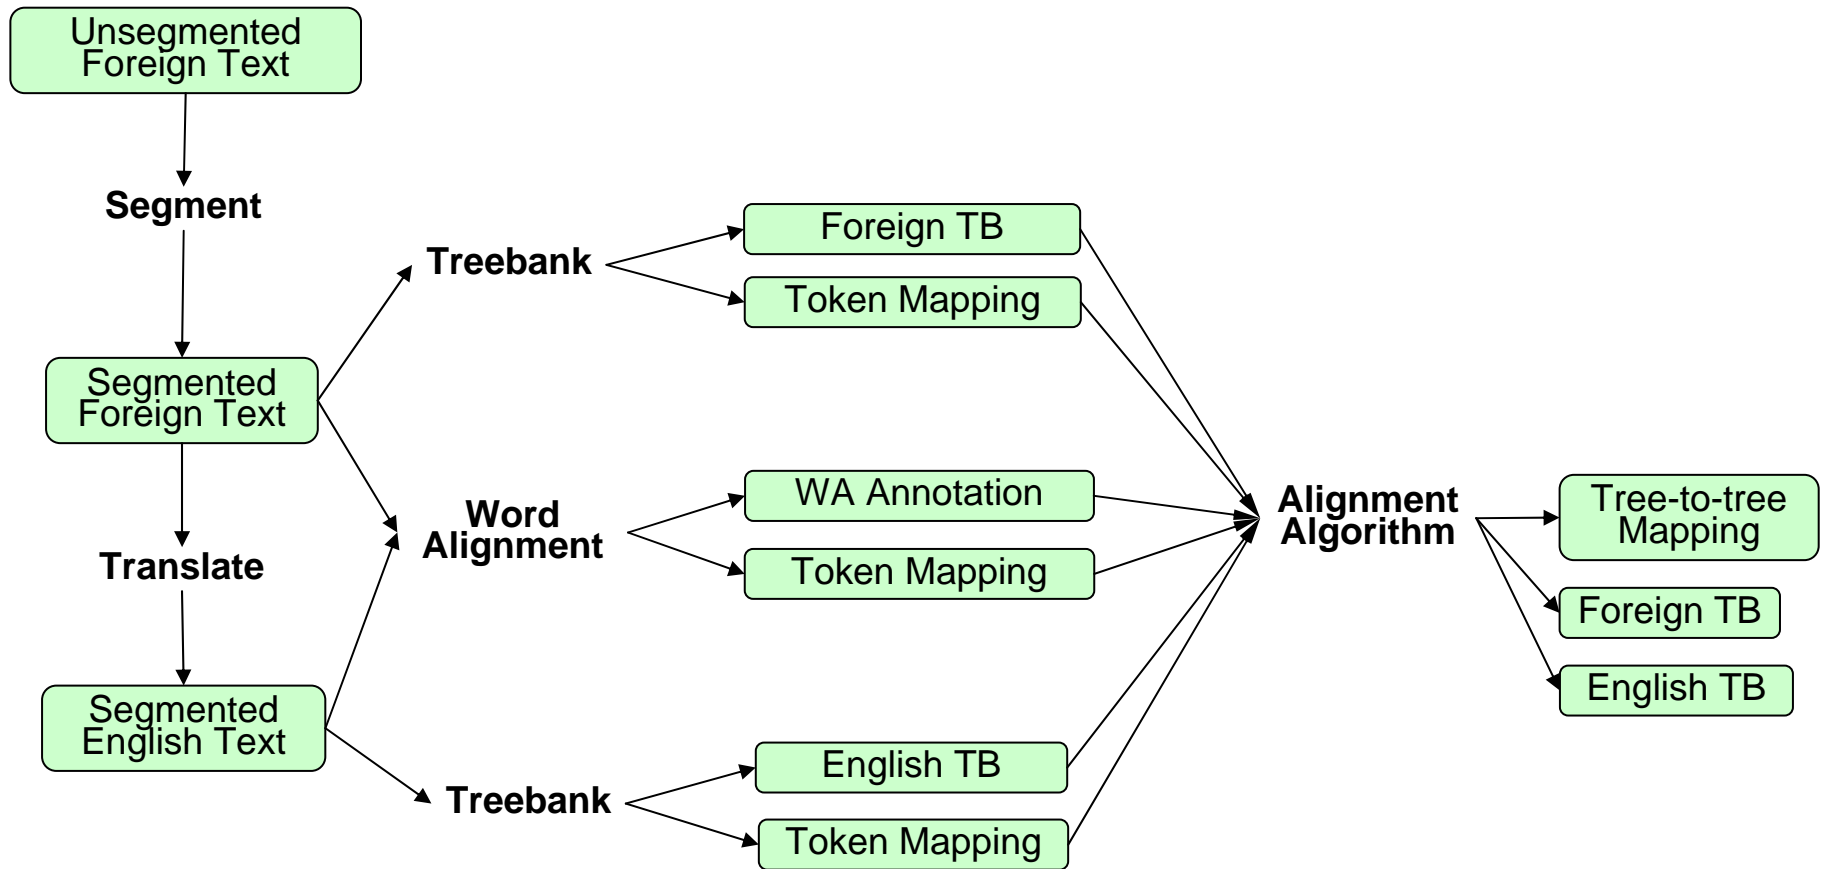 Unsegmented
Foreign Text
Segment
Segmented
Foreign Text
Translate
Segmented
English Text
Treebank
Word
Alignment
Treebank
Foreign TB
Token Mapping
WA Annotation
Token Mapping
English TB
Token Mapping
Alignment
Algorithm
Tree-to-tree
Mapping
Foreign TB
English TB